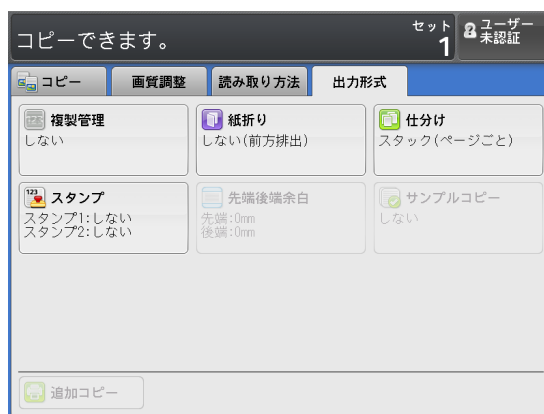 コピーできます。
セット
1
ユーザー
未認証
コピー
画質調整
読み取り方法
出力形式
123
複製管理
しない
紙折り
しない(前方排出)
仕分け
スタック(ページごと)
123
スタンプ
スタンプ1:しない
スタンプ2:しない
先端後端余白
先端:0mm
後端:0mm
サンプルコピー
しない
追加コピー